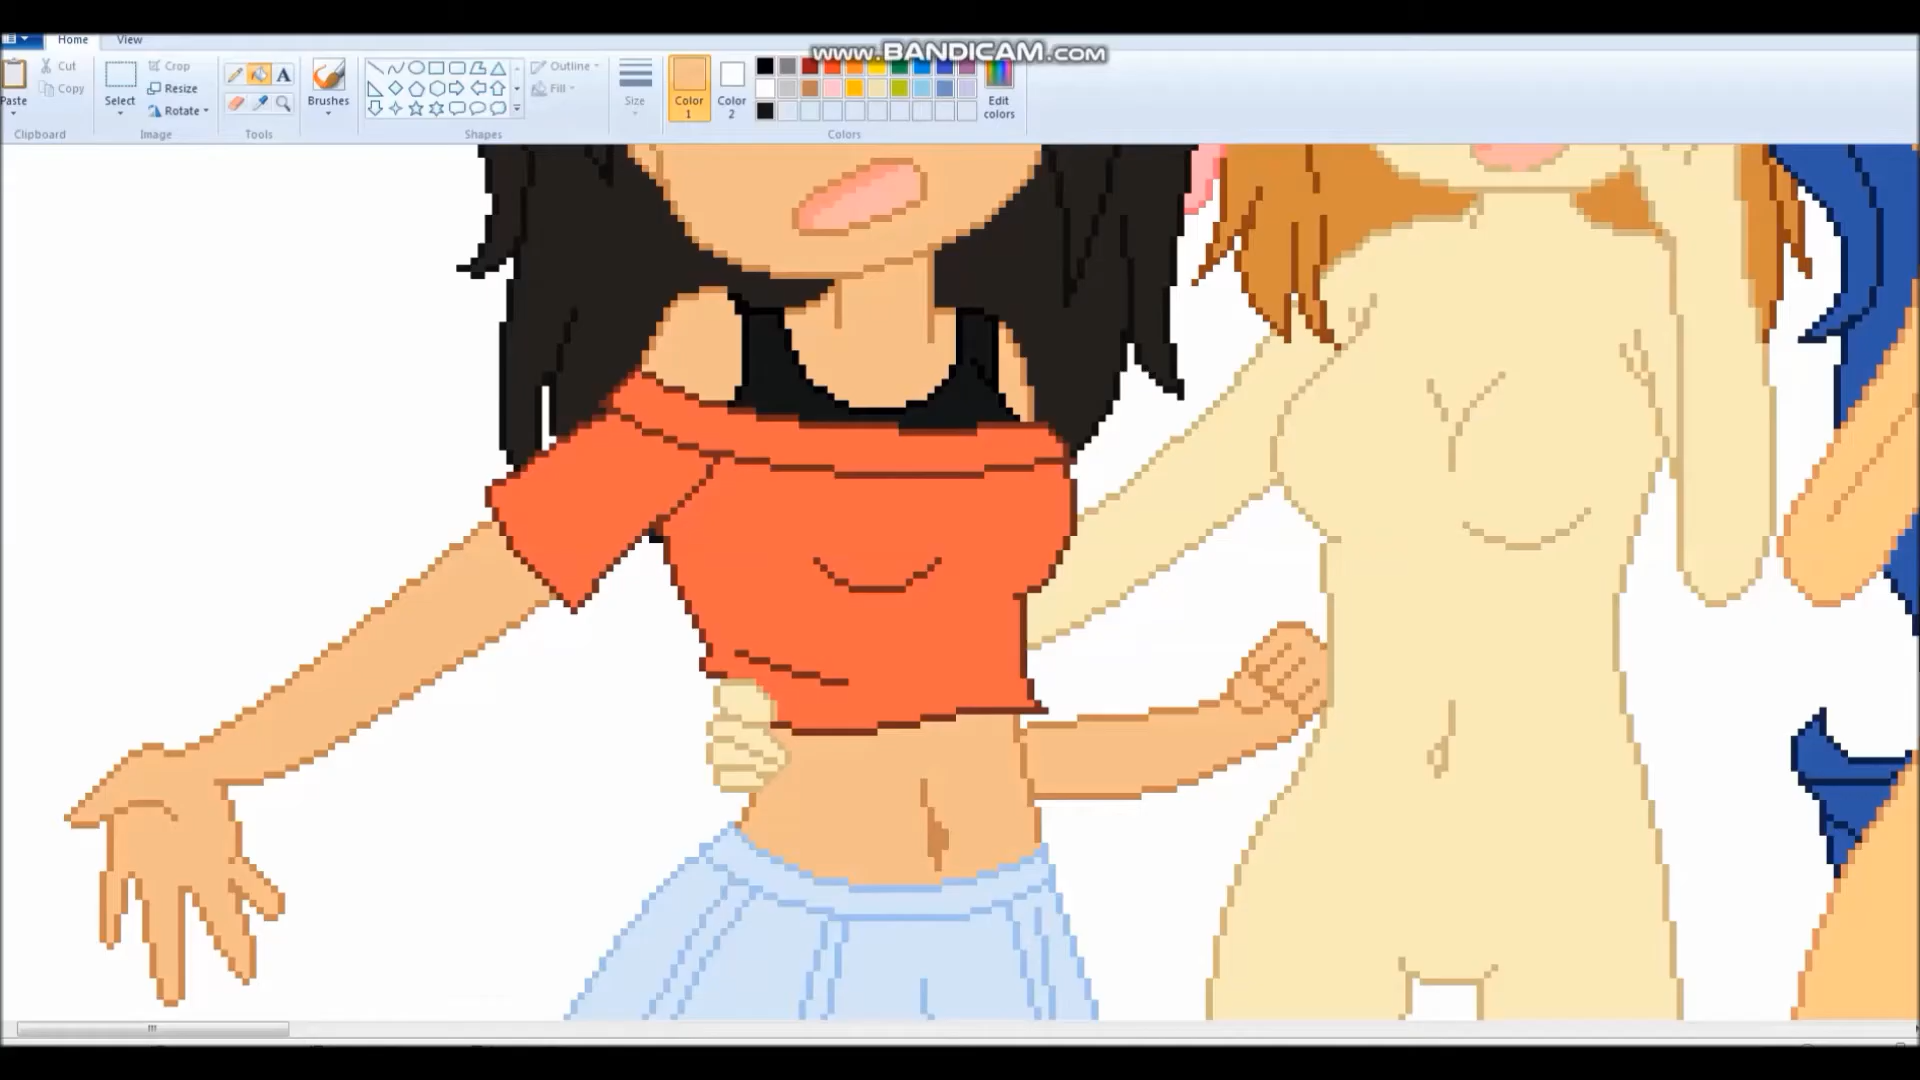 www.BANDICAM.com
Home View
Cut
Copy
Paste
Clipboard
Select
Crop
Resize
Rotate
Image
A
Tools
Brushes
Outline
Fill
Shapes
Size
Color 1
Color 2
Edit colors
Colors